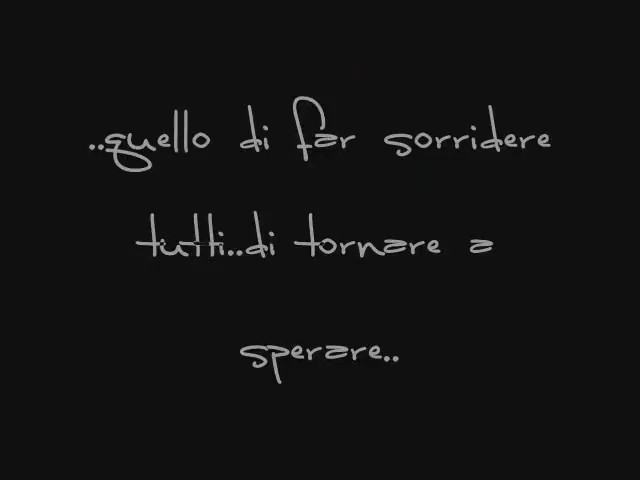 ..quello di far sorridere
tutti..di tornare a
sperare..